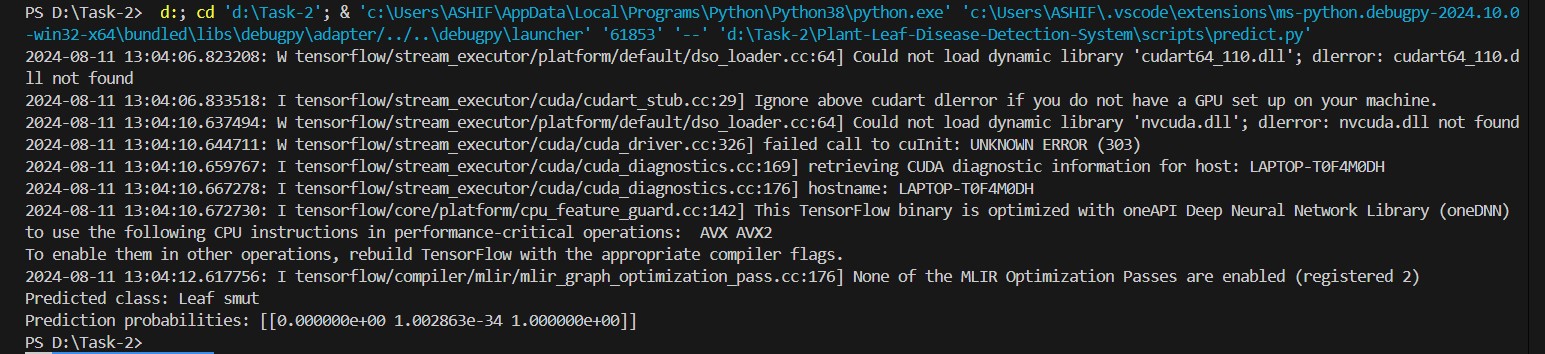 PS D:\Task-2>  d:; cd 'd:\Task-2'; & 'c:\Users\ASHIF\AppData\Local\Programs\Python\Python38\python.exe' 'c:\Users\ASHIF\.vscode\extensions\ms-python.debugpy-2024.10.0
-win32-x64\bundled\libs\debugpy\adapter/../..\debugpy\launcher' '61853' '--' 'd:\Task-2\Plant-Leaf-Disease-Detection-System\scripts\predict.py'
2024-08-11 13:04:06.823208: W tensorflow/stream_executor/platform/default/dso_loader.cc:64] Could not load dynamic library 'cudart64_110.dll'; dlerror: cudart64_110.d
ll not found
2024-08-11 13:04:06.833518: I tensorflow/stream_executor/cuda/cudart_stub.cc:29] Ignore above cudart dlerror if you do not have a GPU set up on your machine.
2024-08-11 13:04:10.637494: W tensorflow/stream_executor/platform/default/dso_loader.cc:64] Could not load dynamic library 'nvcuda.dll'; dlerror: nvcuda.dll not found
2024-08-11 13:04:10.644711: W tensorflow/stream_executor/cuda/cuda_driver.cc:326] failed call to cuInit: UNKNOWN ERROR (303)
2024-08-11 13:04:10.659767: I tensorflow/stream_executor/cuda/cuda_diagnostics.cc:169] retrieving CUDA diagnostic information for host: LAPTOP-T0F4M0DH
2024-08-11 13:04:10.667278: I tensorflow/stream_executor/cuda/cuda_diagnostics.cc:176] hostname: LAPTOP-T0F4M0DH
2024-08-11 13:04:10.672730: I tensorflow/core/platform/cpu_feature_guard.cc:142] This TensorFlow binary is optimized with oneAPI Deep Neural Network Library (oneDNN)
to use the following CPU instructions in performance-critical operations:  AVX AVX2
To enable them in other operations, rebuild TensorFlow with the appropriate compiler flags.
2024-08-11 13:04:12.617756: I tensorflow/compiler/mlir/mlir_graph_optimization_pass.cc:176] None of the MLIR Optimization Passes are enabled (registered 2)
Predicted class: Leaf smut
Prediction probabilities: [[0.000000e+00 1.002863e-34 1.000000e+00]]
PS D:\Task-2>